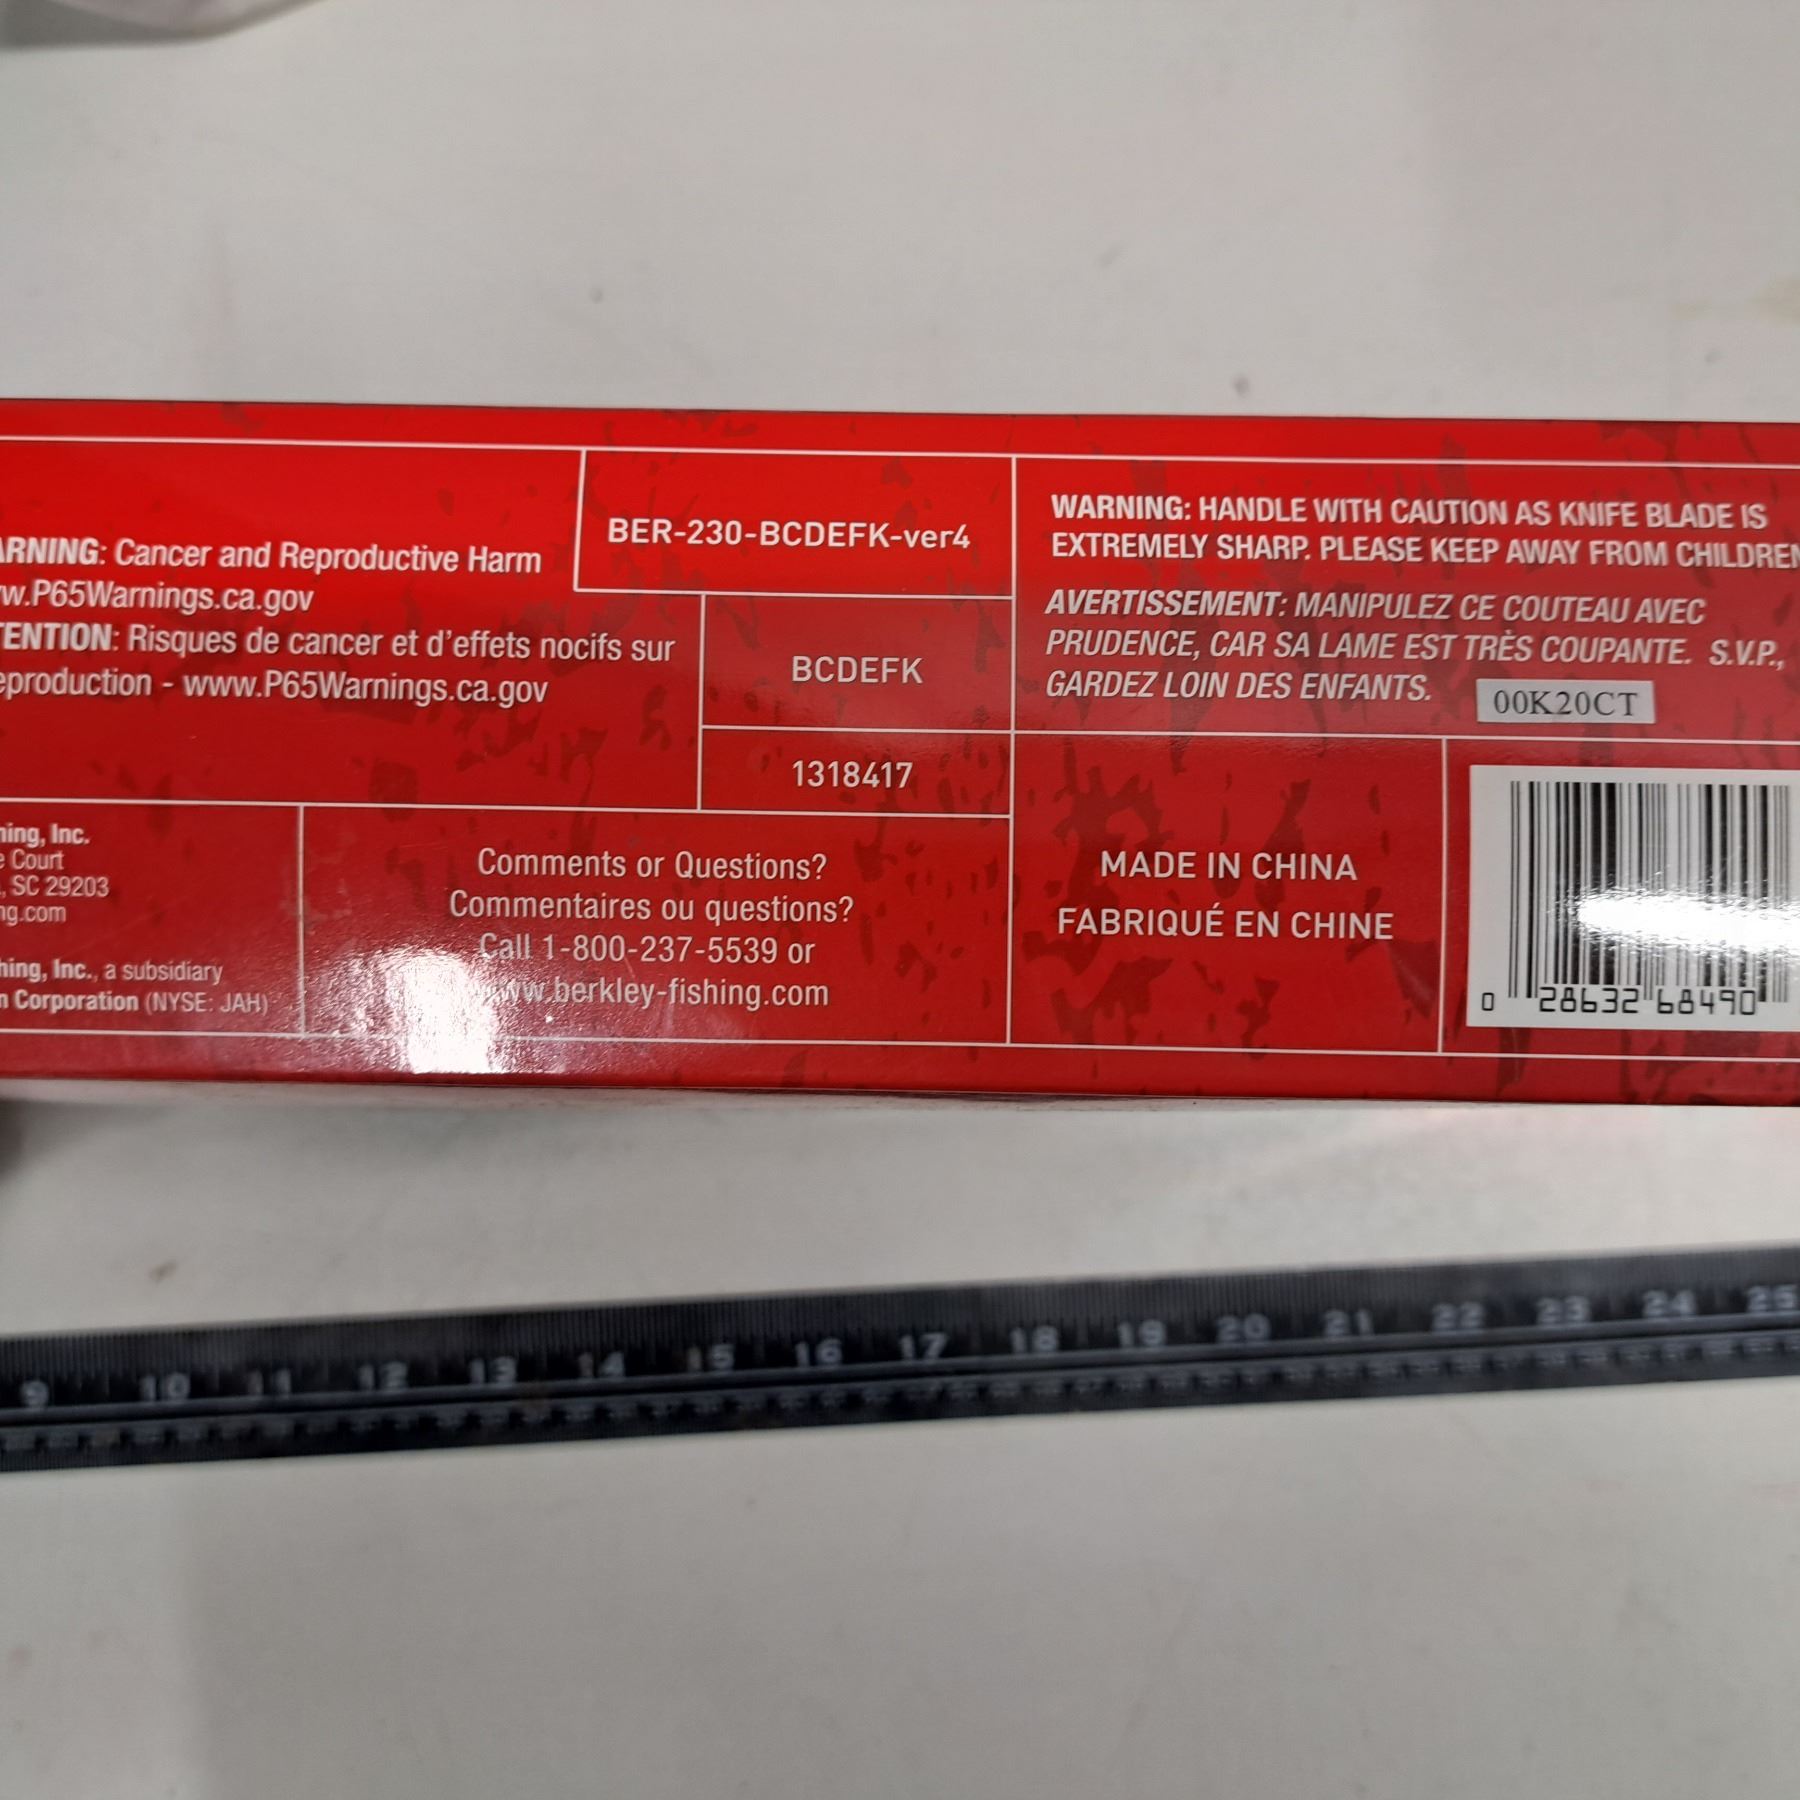 ARNING: Cancer and Reproductive Harm
w.P65Warnings.ca.gov
TENTION: Risques de cancer et d'effets nocifs sur
eproduction - www.P65Warnings.ca.gov
BER-230-BCDEFK-ver4
BCDEFK
1318417
WARNING: HANDLE WITH CAUTION AS KNIFE BLADE IS
EXTREMELY SHARP. PLEASE KEEP AWAY FROM CHILDREN
AVERTISSEMENT: MANIPULEZ CE COUTEAU AVEC
PRUDENCE, CAR SA LAME EST TRÈS COUPANTE. S.V.P.,
GARDEZ LOIN DES ENFANTS.
00K20CT
hing, Inc.
e Court
, SC 29203
ng.com
hing, Inc., a subsidiary
n Corporation (NYSE: JAH)
Comments or Questions?
Commentaires ou questions?
Call 1-800-237-5539 or
www.berkley-fishing.com
MADE IN CHINA
FABRIQUÉ EN CHINE
0 28632 68490
9 10 11 12 13 14 15 16 17 18 19 20 21 22 23 24 25